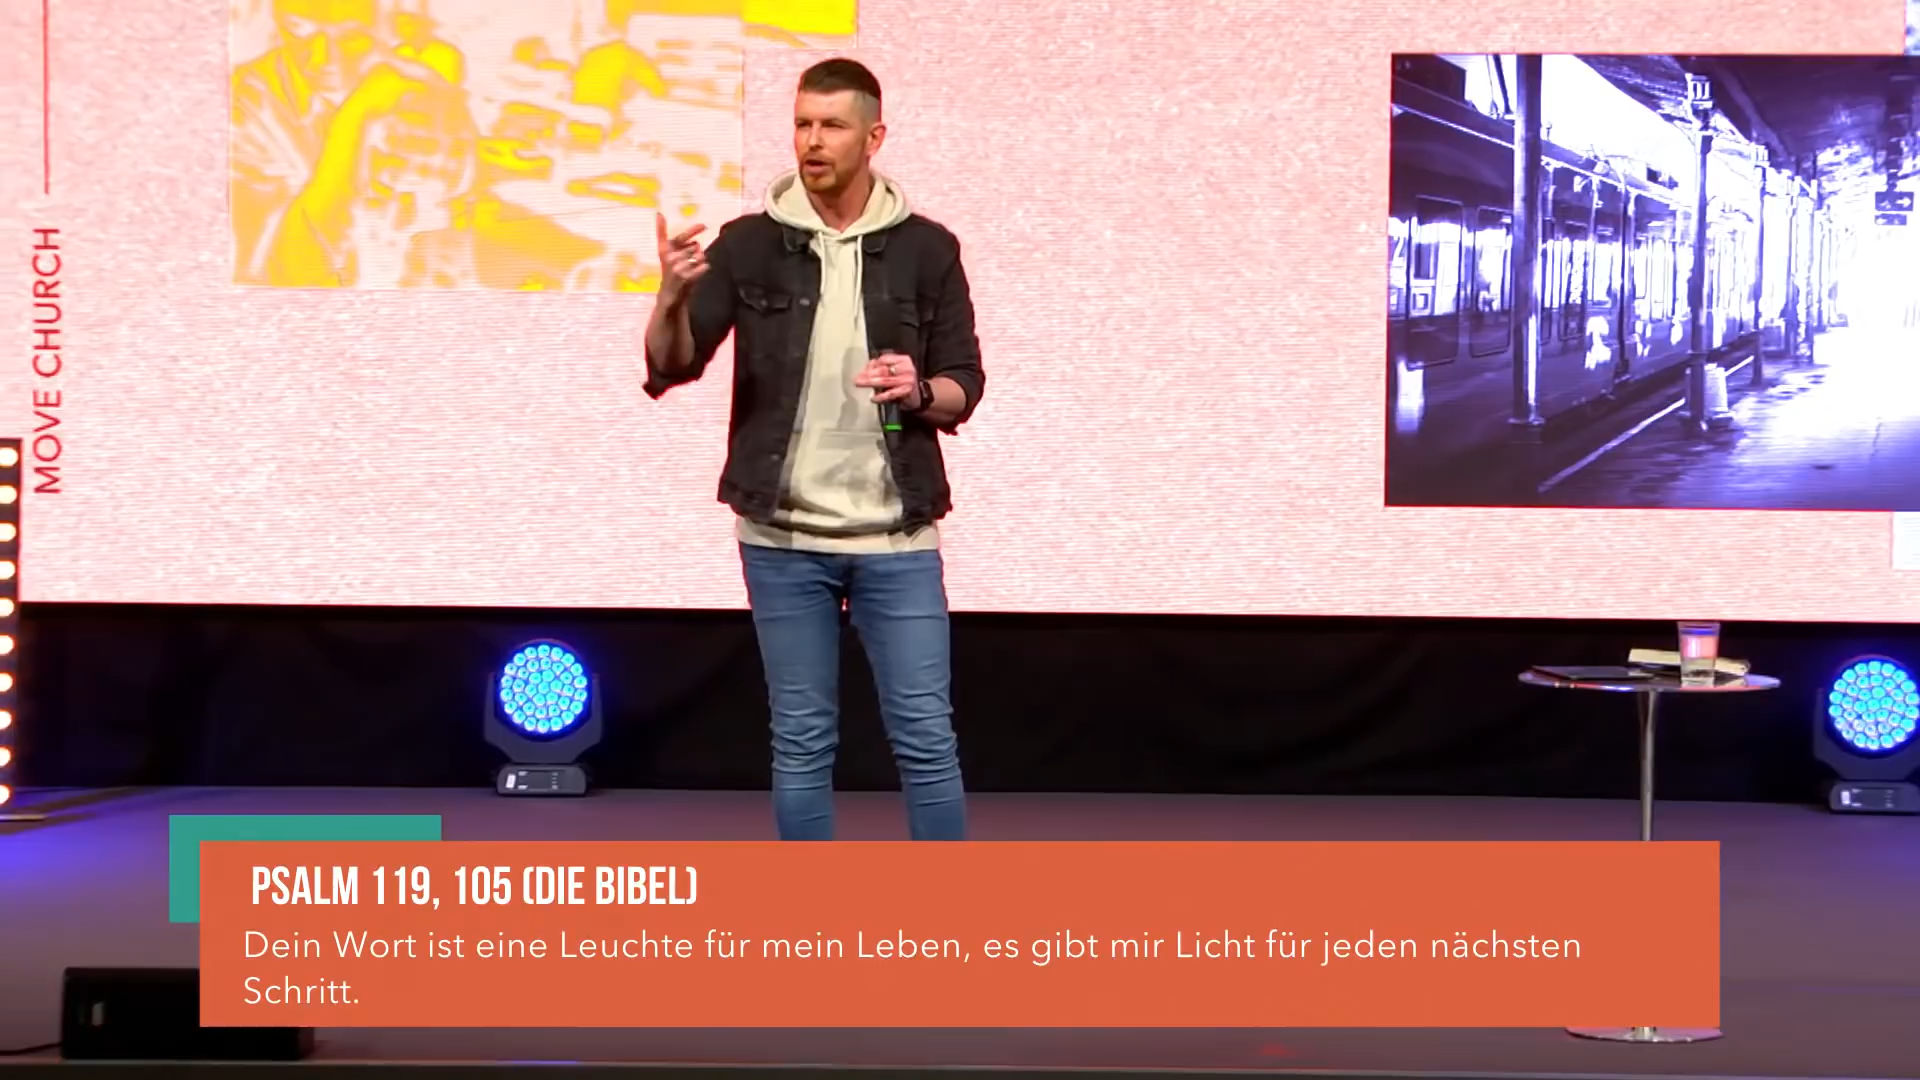 MOVE CHURCH
PSALM 119, 105 (DIE BIBEL)
Dein Wort ist eine Leuchte für mein Leben, es gibt mir Licht für jeden nächsten
Schritt.